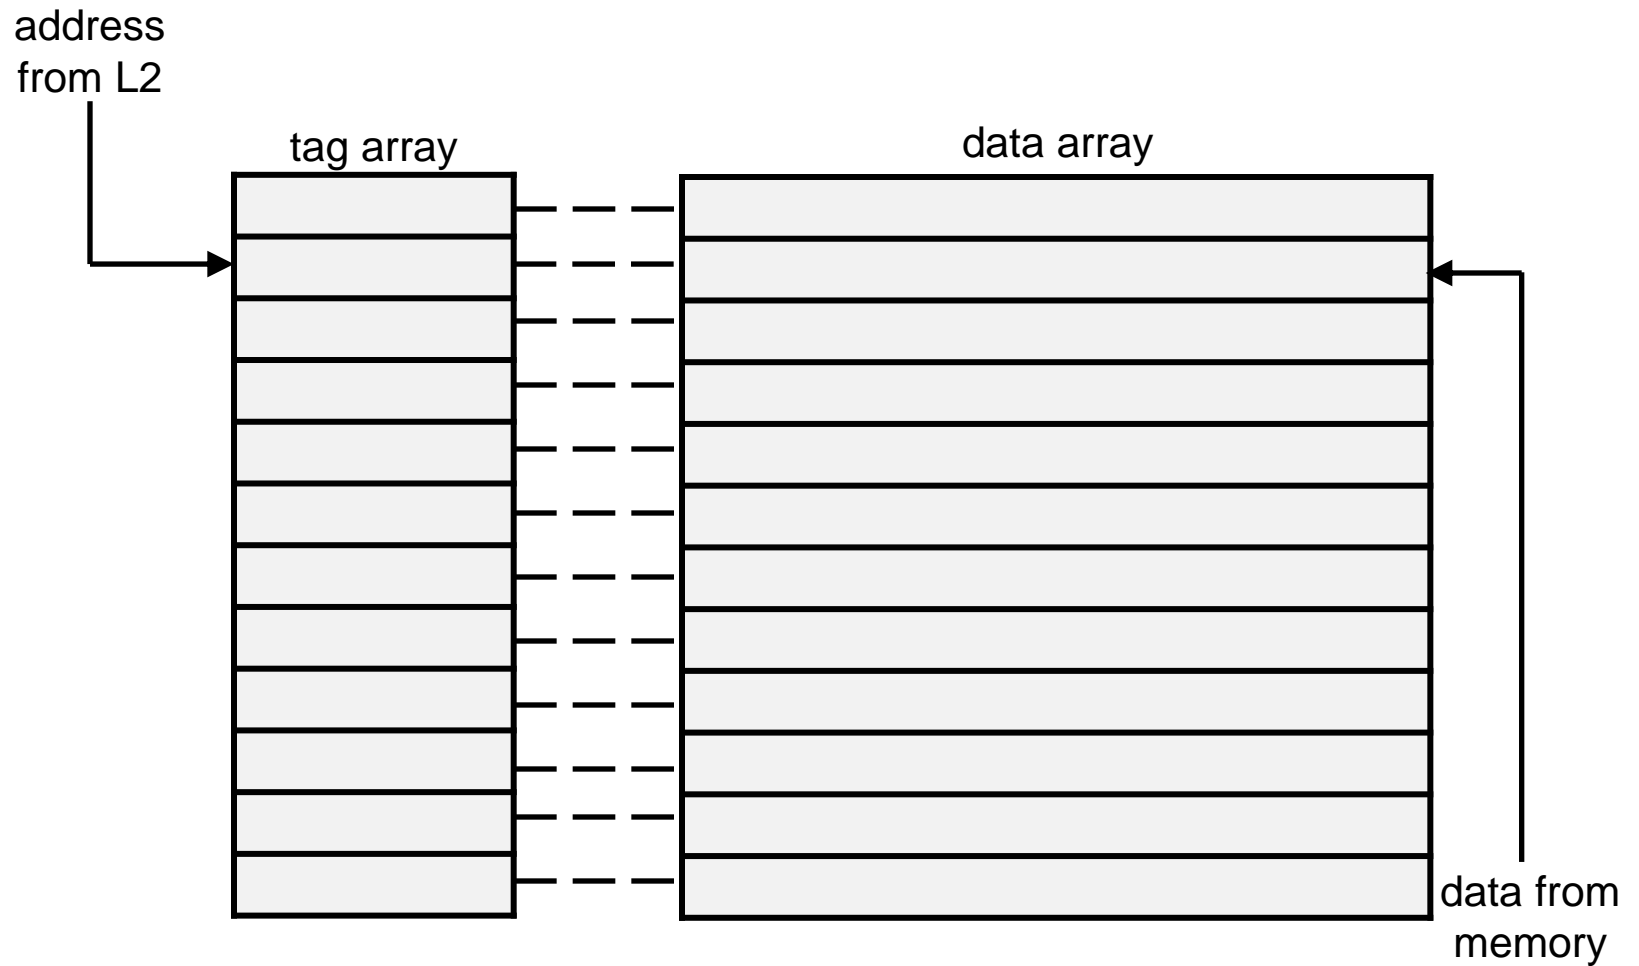 address
from L2
tag array
data array
data from
memory